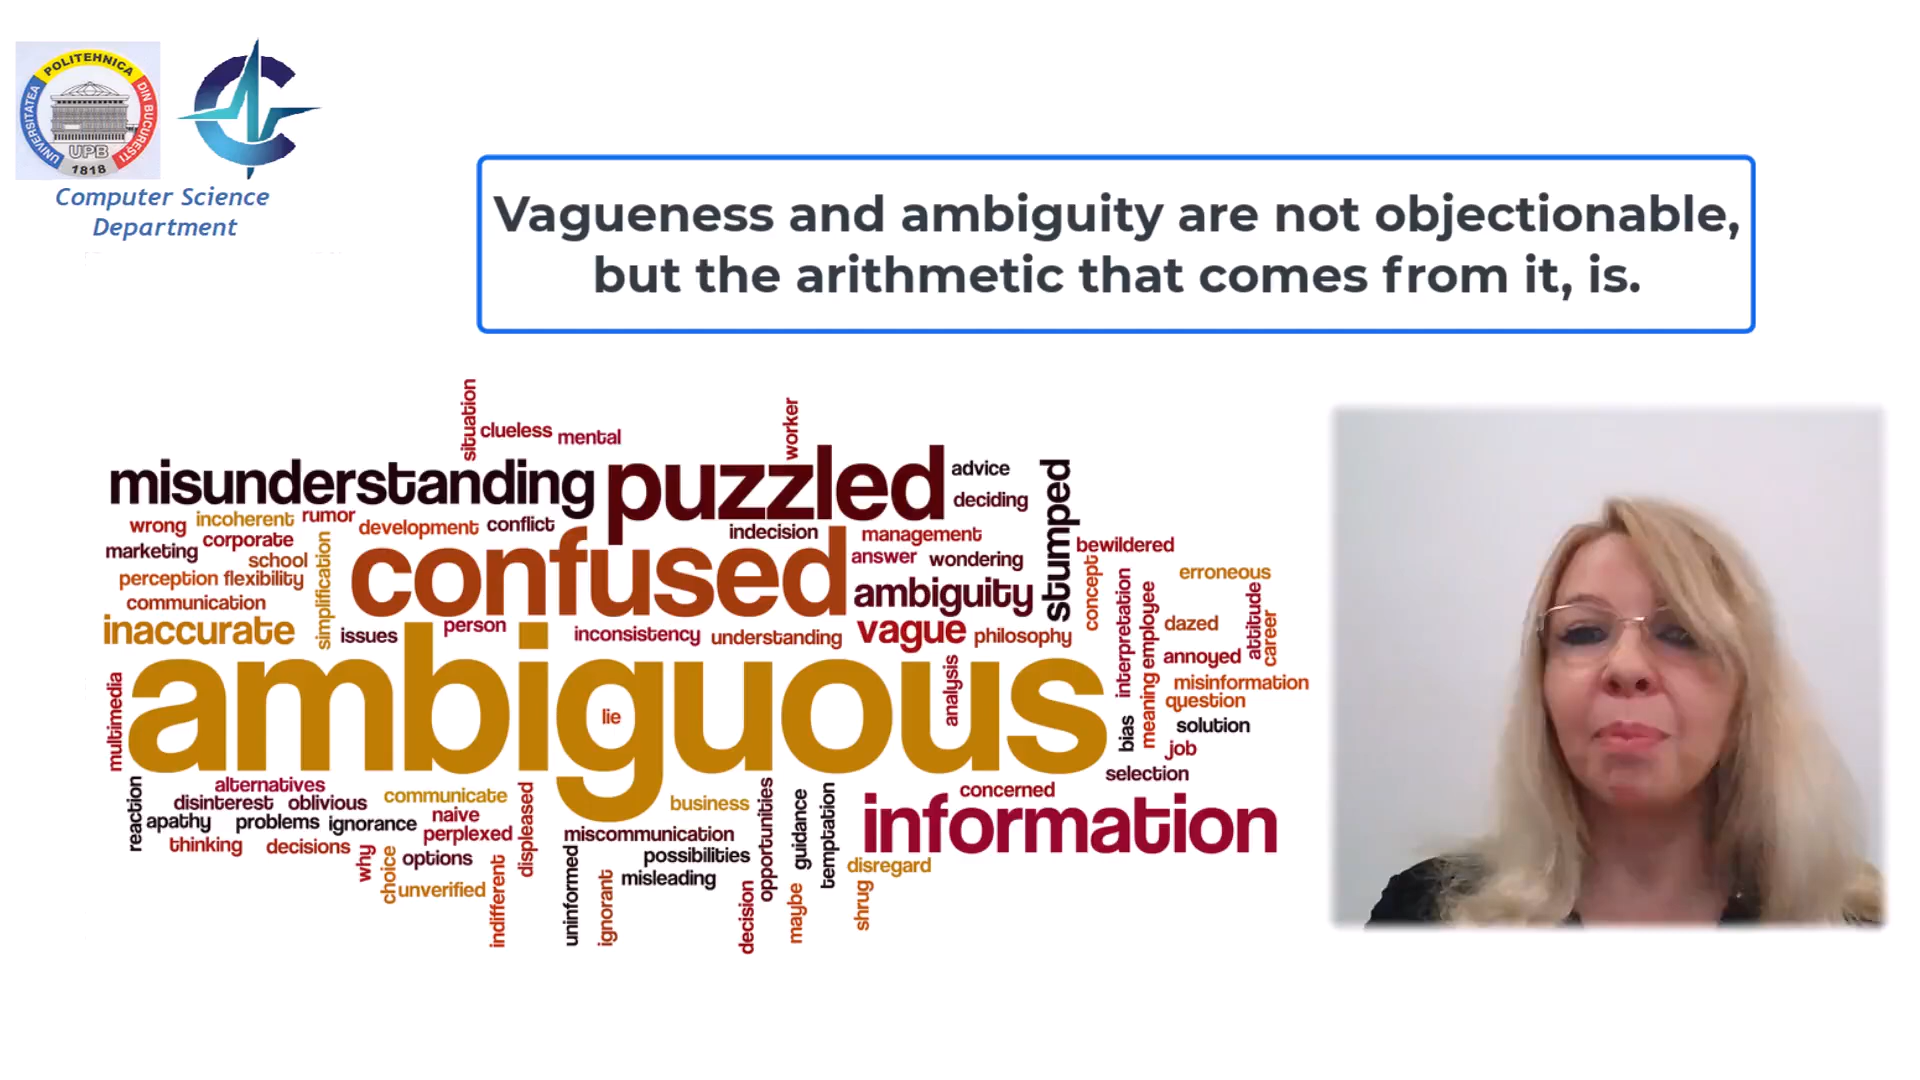 UNIVERSITATEA POLITEHNICA DIN BUCURESTI
UPB
1818
Computer Science
Department
Vagueness and ambiguity are not objectionable,
but the arithmetic that comes from it, is.
situation
clueless
mental
worker
misunderstanding
puzzled
advice
deciding
stumped
wrong
incoherent
rumor
development
conflict
indecision
management
marketing
corporate
school
simplification
confused
answer
wondering
bewildered
perception
flexibility
communication
ambiguity
concept
interpretation
erroneous
inaccurate
issues
person
inconsistency
understanding
vague
philosophy
meaning
employee
dazed
attitude
career
annoyed
multimedia
ambiguous
lie
analysis
misinformation
question
bias
solution
job
selection
reaction
alternatives
disinterest
oblivious
communicate
displeased
business
opportunities
guidance
temptation
concerned
information
apathy
problems
ignorance
naive
perplexed
miscommunication
thinking
decisions
why
choice
options
possibilities
disregard
unverified
indifferent
uninformed
ignorant
misleading
decision
maybe
shrug